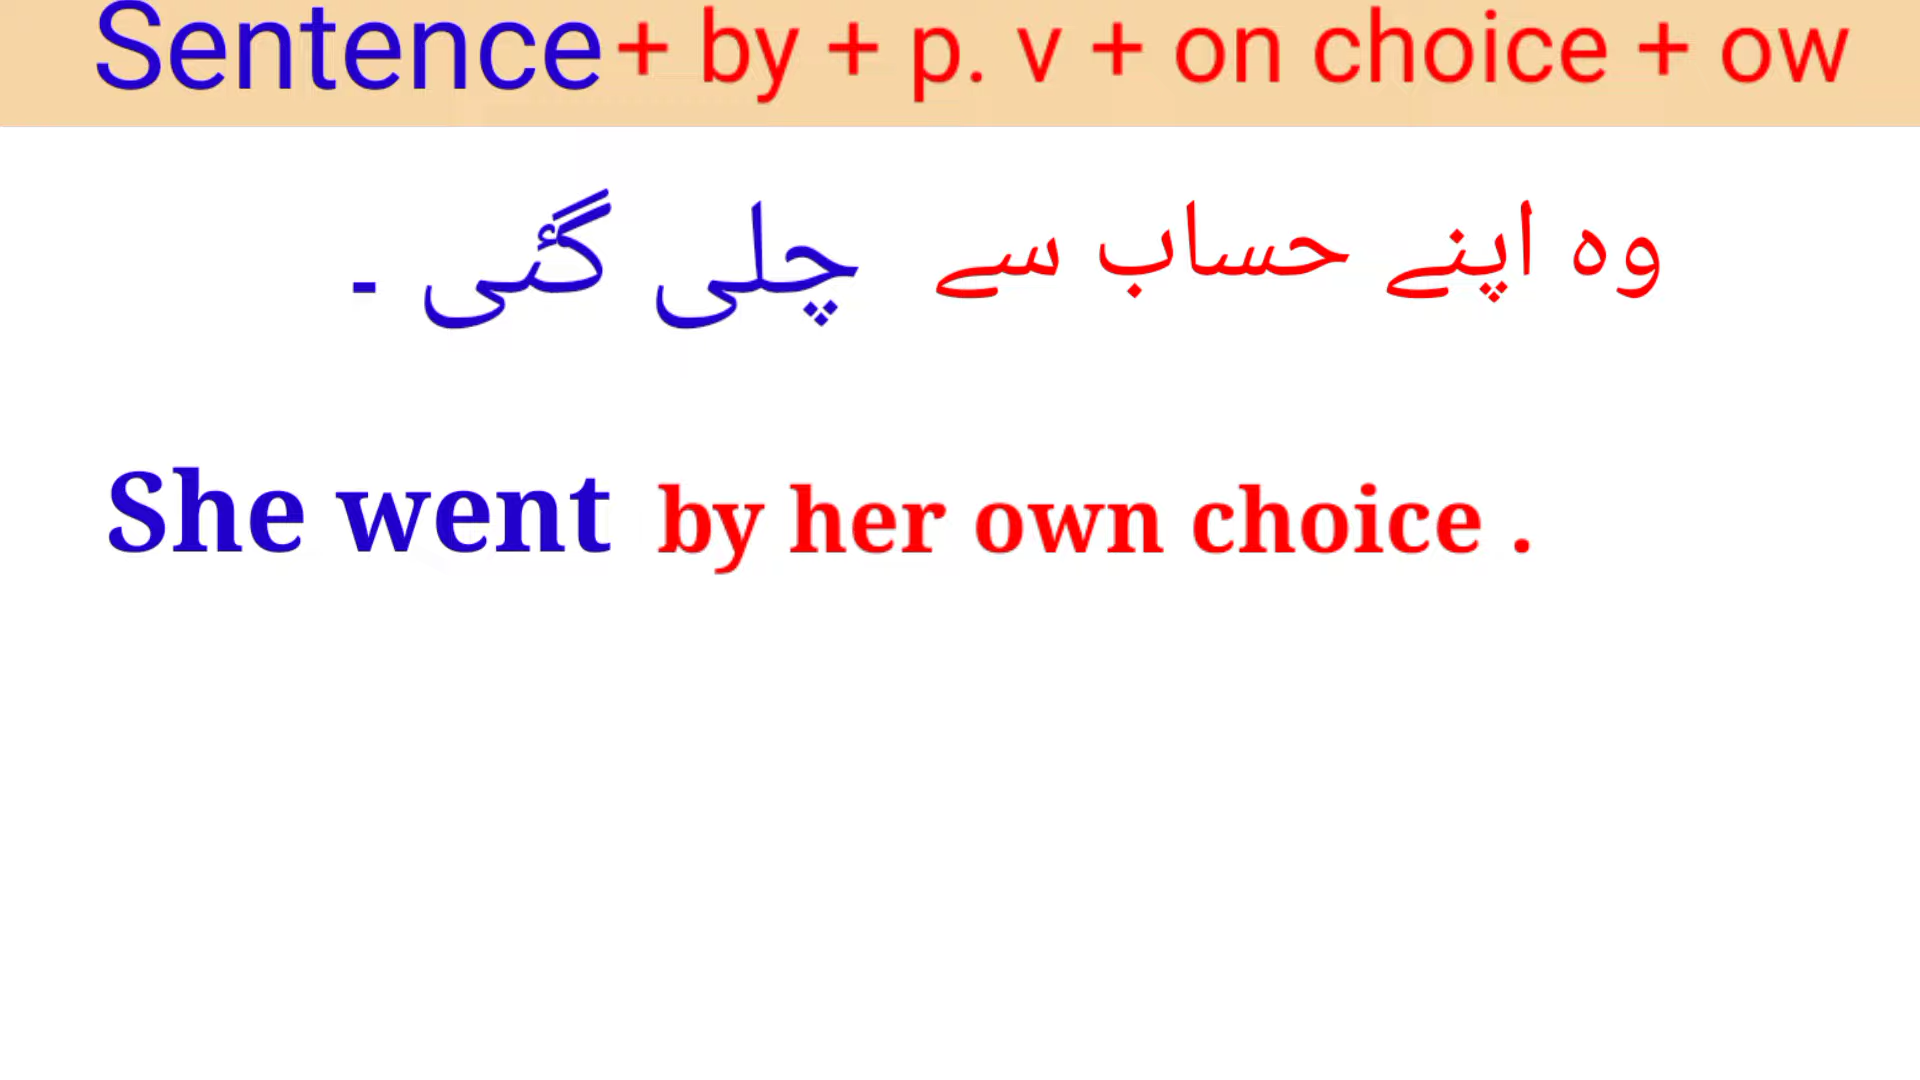 Sentence + by + p. v + on choice + ow
وہ اپنے حساب سے چلی گئی ۔
She went by her own choice .